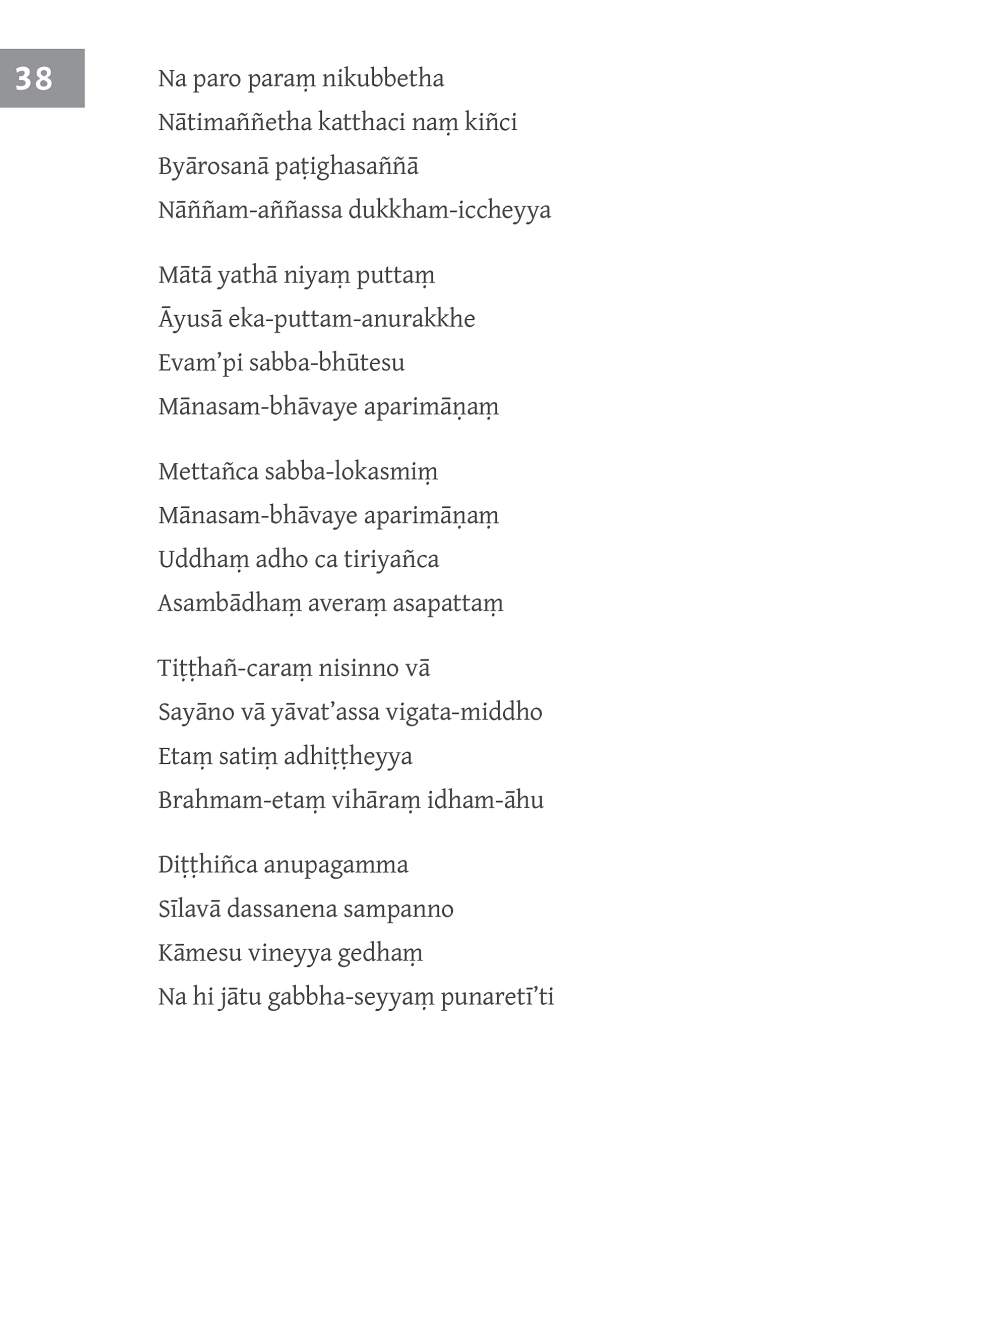 38
Na paro paraṃ nikubbetha
Nātimaññetha katthaci naṃ kiñci
Byārosanā paṭighasaññā
Nāññam-aññassa dukkham-iccheyya
Mātā yathā niyaṃ puttaṃ
Āyusā eka-puttam-anurakkhe
Evam’pi sabba-bhūtesu
Mānasam-bhāvaye aparimāṇaṃ
Mettañca sabba-lokasmiṃ
Mānasam-bhāvaye aparimāṇaṃ
Uddhaṃ adho ca tiriyañca
Asambādhaṃ averaṃ asapattaṃ
Tiṭṭhañ-caraṃ nisinno vā
Sayāno vā yāvat’assa vigata-middho
Etaṃ satiṃ adhiṭṭheyya
Brahmam-etaṃ vihāraṃ idham-āhu
Diṭṭhiñca anupagamma
Sīlavā dassanena sampanno
Kāmesu vineyya gedhaṃ
Na hi jātu gabbha-seyyaṃ punaretī’ti